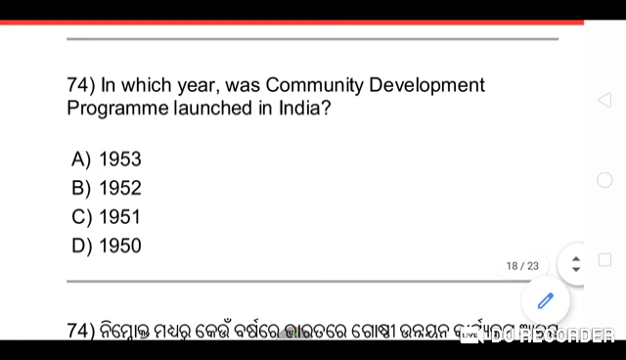 74) In which year, was Community Development
Programme launched in India?
A) 1953
B) 1952
C) 1951
D) 1950
18 / 23
74) ନିମ୍ନୋକ୍ତ ମଧ୍ୟରୁ କେଉଁ ବର୍ଷରେ ଭାରତରେ ଗୋଷ୍ଠୀ ଉନ୍ନୟନ
DU RECORDER